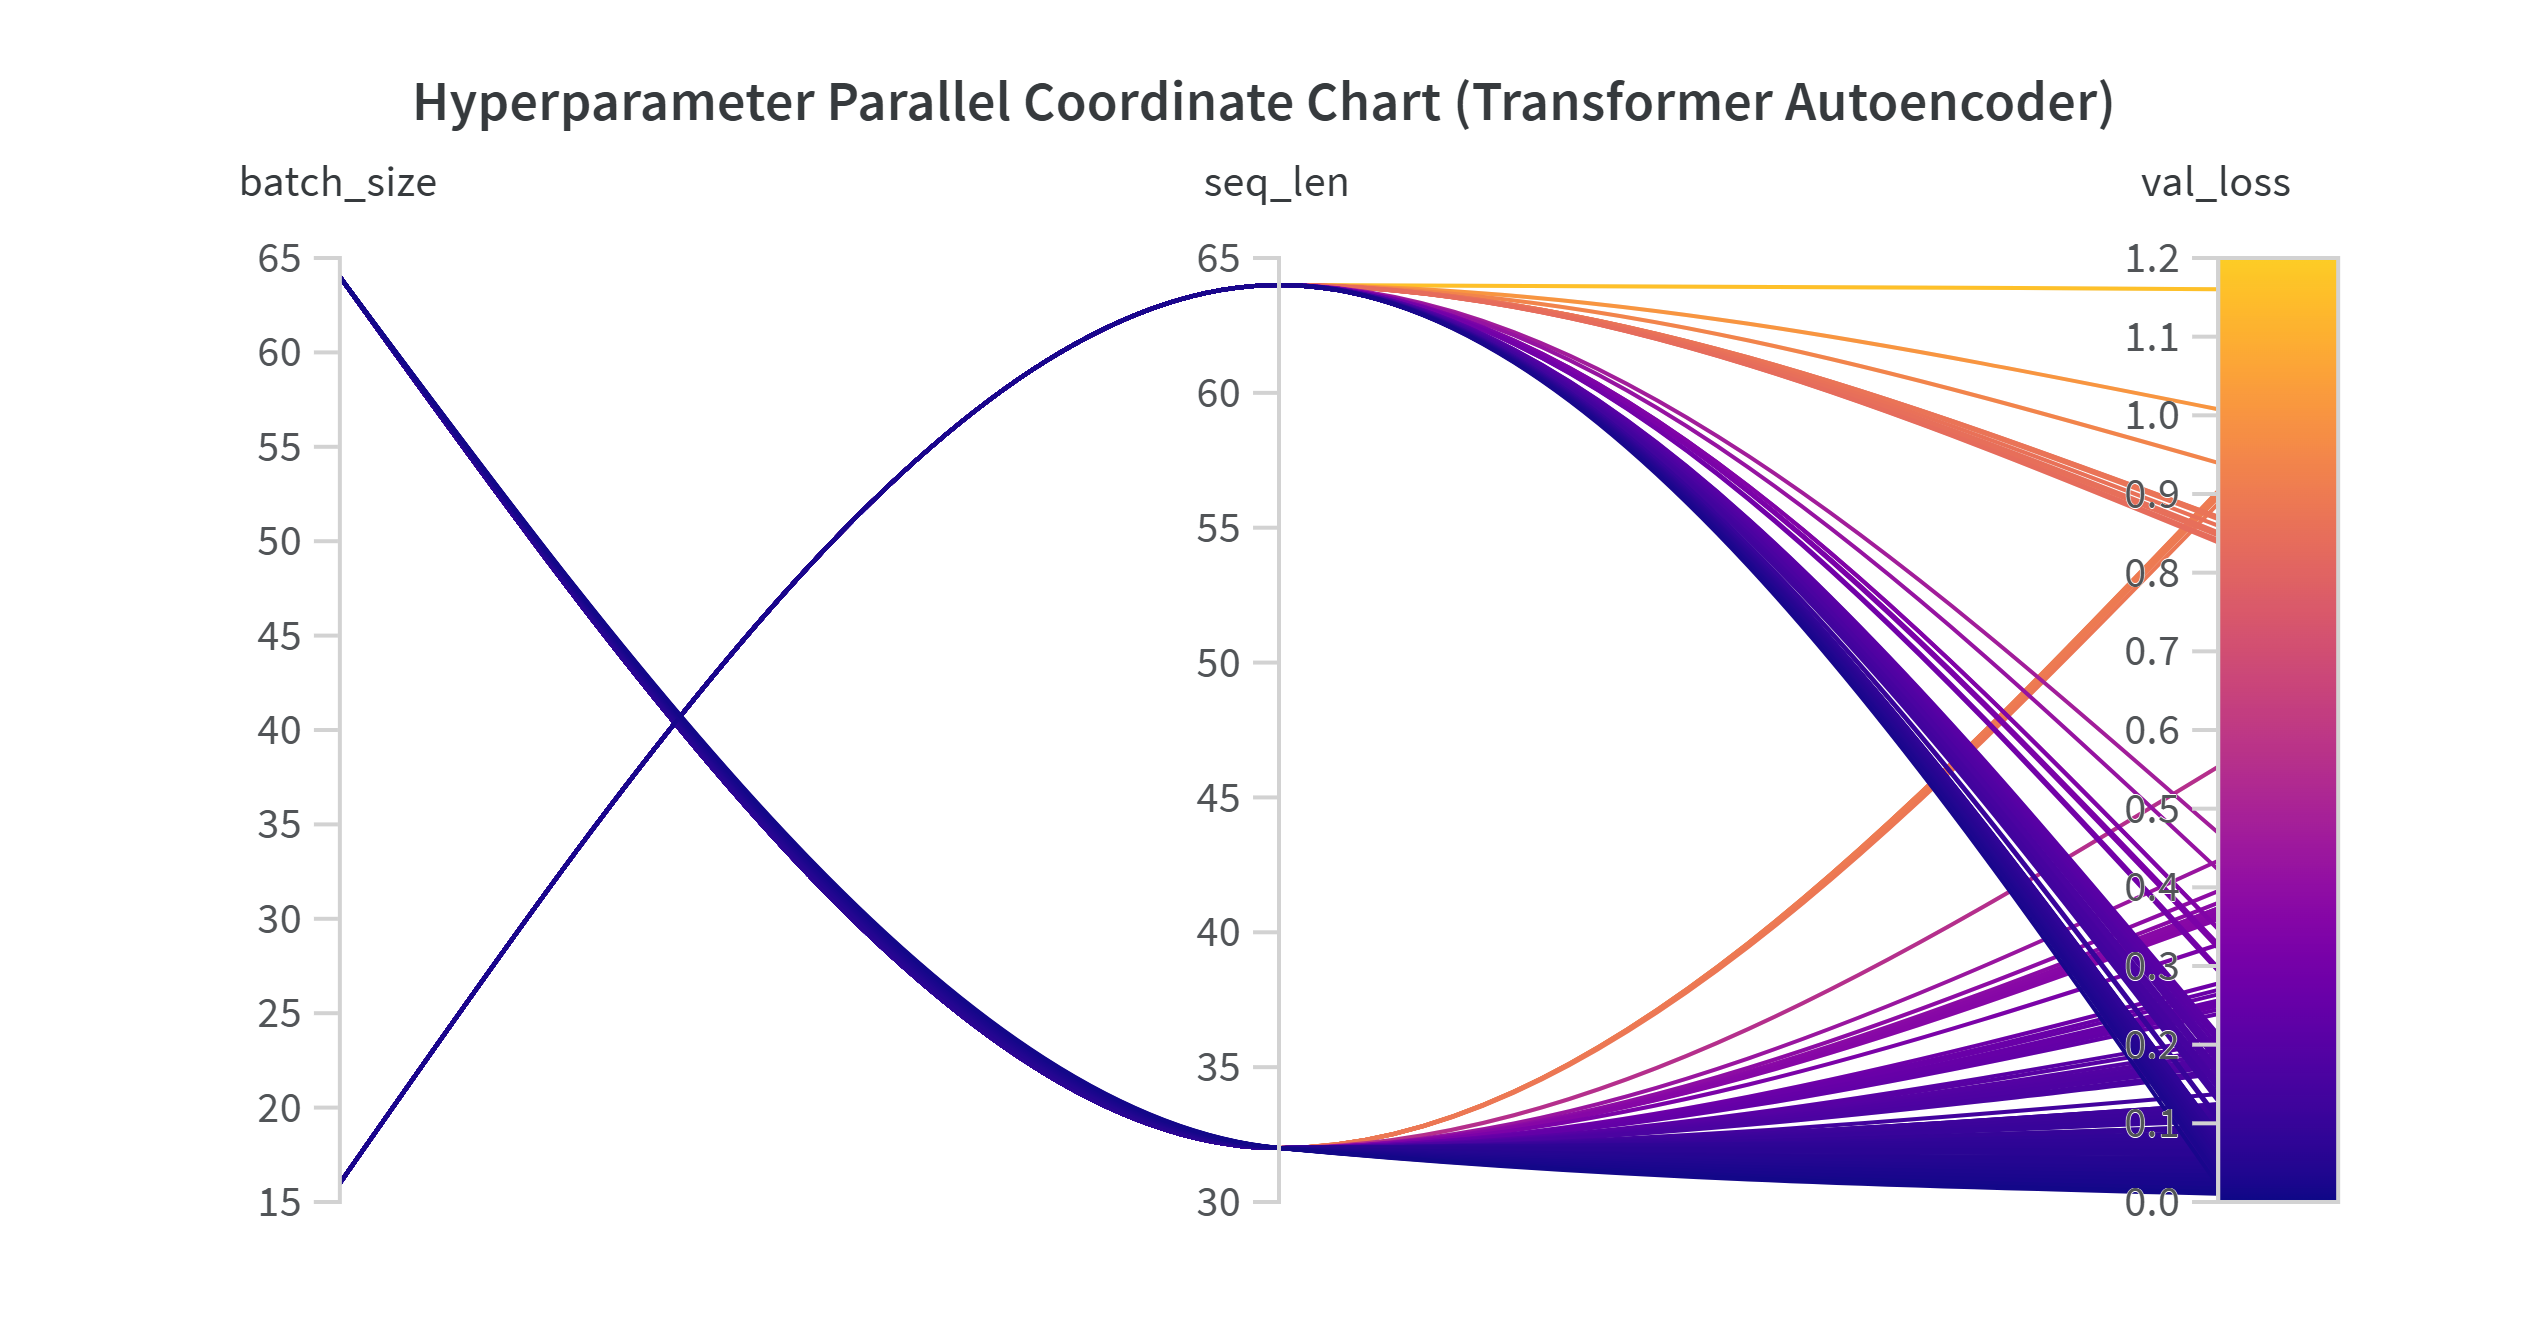 Hyperparameter Parallel Coordinate Chart (Transformer Autoencoder)
batch_size seq_len val_loss
65 65 1.2
60 1.1
55 60 1.0
50 55 0.9
45 0.8
40 50 0.7
35 45 0.6
30 0.5
25 40 0.4
20 35 0.3
15 30 0.2
0.1
0.0